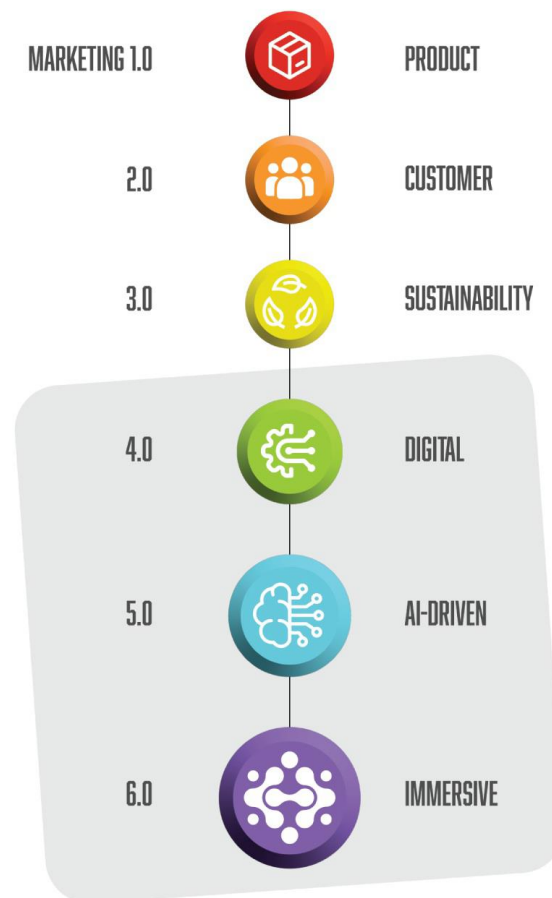 MARKETING 1.0 PRODUCT
2.0 CUSTOMER
3.0 SUSTAINABILITY
4.0 DIGITAL
5.0 AI-DRIVEN
6.0 IMMERSIVE